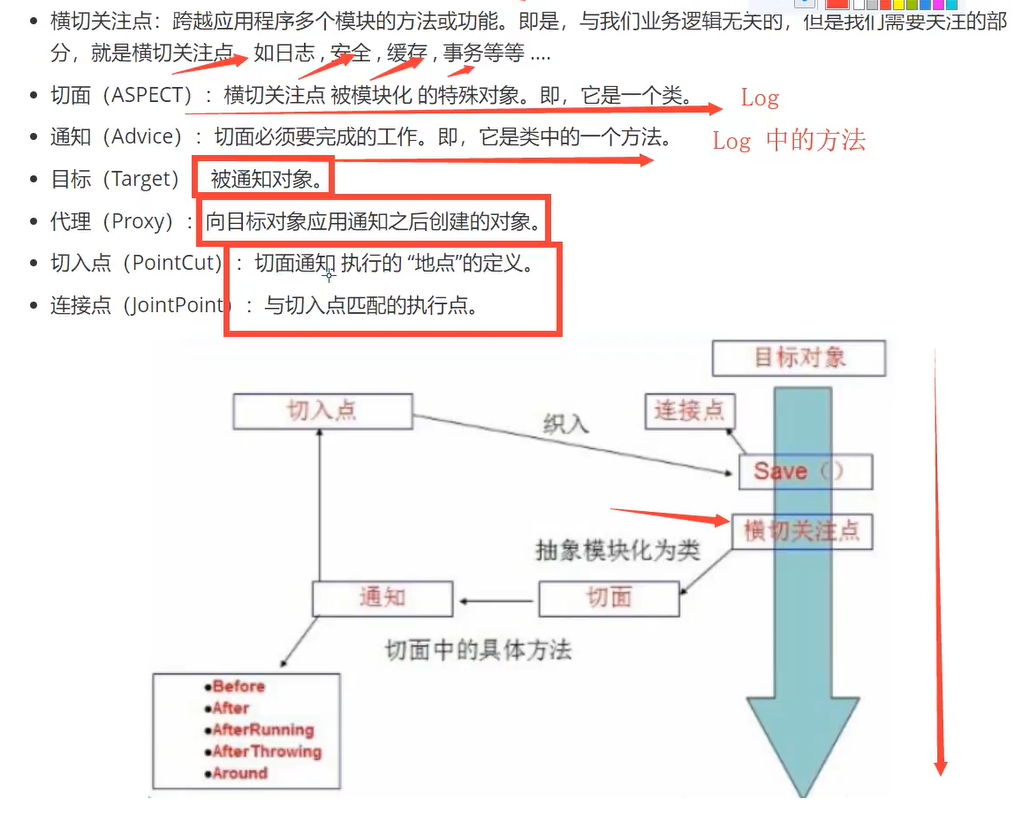 • 横切关注点：跨越应用程序多个模块的方法或功能。即是，与我们业务逻辑无关的，但是我们需要关注的部
分，就是横切关注点。如日志 , 安全 , 缓存 , 事务等等 ....
• 切面（ASPECT）：横切关注点 被模块化 的特殊对象。即，它是一个类。 Log
• 通知（Advice）：切面必须要完成的工作。即，它是类中的一个方法。 Log 中的方法
• 目标（Target） 被通知对象。
• 代理（Proxy）：向目标对象应用通知之后创建的对象。
• 切入点（PointCut）：切面通知 执行的 “地点”的定义。
• 连接点（JointPoint）：与切入点匹配的执行点。
目标对象
切入点
织入
连接点
Save（）
横切关注点
抽象模块化为类
通知
切面
切面中的具体方法
●Before
●After
●AfterRunning
●AfterThrowing
●Around